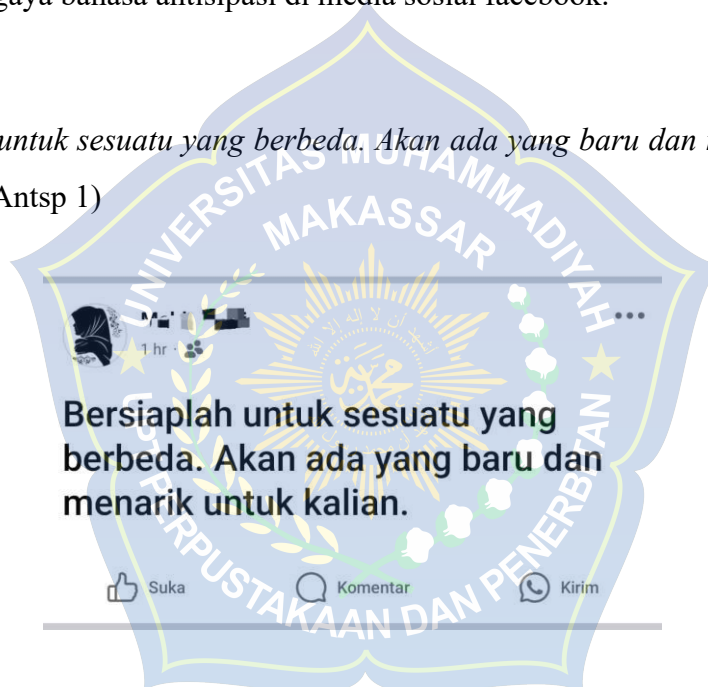 gaya bahasa antisipasi di media sosial facebook.
untuk sesuatu yang berbeda. Akan ada yang baru dan
Antsp 1)
UNIVERSITAS MUHAMMADIYAH
MAKASSAR
1 hr ·
Bersiaplah untuk sesuatu yang
berbeda. Akan ada yang baru dan
menarik untuk kalian.
Suka Komentar Kirim
PERPUSTAKAAN DAN PENERBITAN